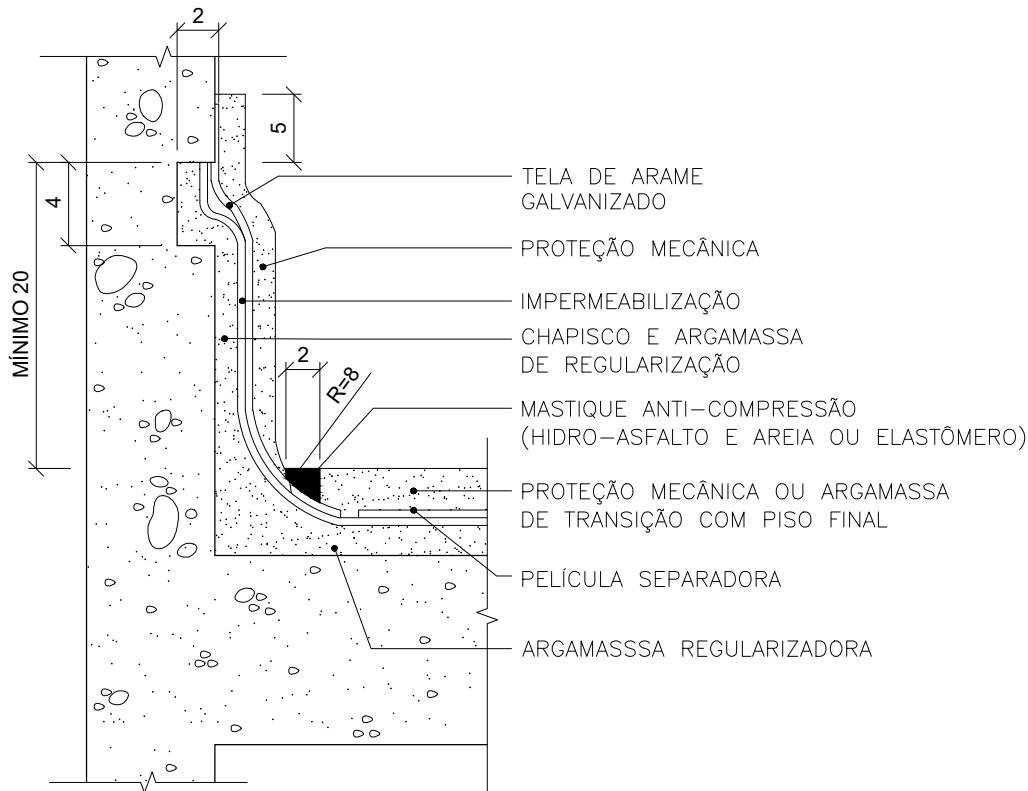 2
5
4
MÍNIMO 20
2
R=8
TELA DE ARAME
GALVANIZADO
PROTEÇÃO MECÂNICA
IMPERMEABILIZAÇÃO
CHAPISCO E ARGAMASSA
DE REGULARIZAÇÃO
MASTIQUE ANTI-COMPRESSÃO
(HIDRO-ASFALTO E AREIA OU ELASTÔMERO)
PROTEÇÃO MECÂNICA OU ARGAMASSA
DE TRANSIÇÃO COM PISO FINAL
PELÍCULA SEPARADORA
ARGAMASSSA REGULARIZADORA